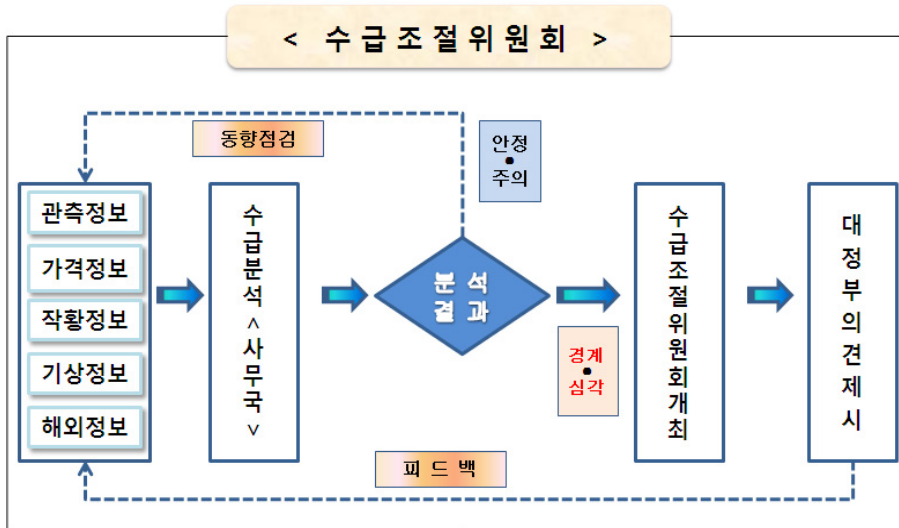 < 수급조절위원회 >
동향점검
안정
•
주의
관측정보
가격정보
작황정보
기상정보
해외정보
수급분석<사무국>
분석
결과
경계
•
심각
수급조절위원회개최
대정부의견제시
피드백